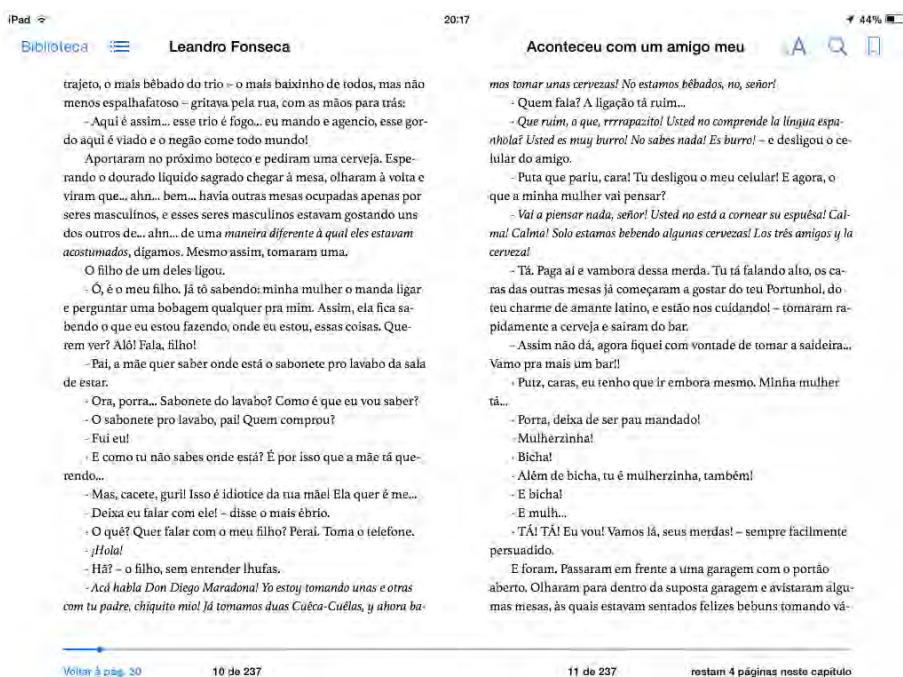 iPad 20:17 44%
Biblioteca Leandro Fonseca Aconteceu com um amigo meu AA
trajeto, o mais bêbado do trio – o mais baixinho de todos, mas não
menos espalhafatoso – gritava pela rua, com as mãos para trás:
- Aqui é assim... esse trio é fogo... eu mando e agencio, esse gor-
do aqui é viado e o negão come todo mundo!
Aportaram no próximo boteco e pediram uma cerveja. Espe-
rando o dourado líquido sagrado chegar à mesa, olharam à volta e
viram que... ahn... bem... havia outras mesas ocupadas apenas por
seres masculinos, e esses seres masculinos estavam gostando uns
dos outros de... ahn... de uma maneira diferente à qual eles estavam
acostumados, digamos. Mesmo assim, tomaram uma.
O filho de um deles ligou.
- Ó, é o meu filho. Já tô sabendo: minha mulher o manda ligar
e perguntar uma bobagem qualquer pra mim. Assim, ela fica sa-
bendo o que eu estou fazendo, onde eu estou, essas coisas. Que-
rem ver? Alô! Fala, filho!
- Pai, a mãe quer saber onde está o sabonete pro lavabo da sala
de estar.
- Ora, porra... Sabonete do lavabo? Como é que eu vou saber?
- O sabonete pro lavabo, pai! Quem comprou?
- Fui eu!
- E como tu não sabes onde está? É por isso que a mãe tá que-
rendo...
- Mas, cacete, guri! Isso é idiotice da tua mãe! Ela quer é me...
- Deixa eu falar com ele! – disse o mais ébrio.
- O quê? Quer falar com o meu filho? Peraí. Toma o telefone.
- ¡Hola!
- Hã? – o filho, sem entender lhufas.
- Acá habla Don Diego Maradona! Yo estoy tomando unas e otras
com tu padre, chiquito mio! Já tomamos duas Cuêca-Cuêlas, y ahora ba-
mos tomar unas cervezas! No estamos bêbados, no, señor!
- Quem fala? A ligação tá ruim...
- Que ruim, o que, rrrrapazito! Usted no comprende la língua espa-
nhola? Usted es muy burro! No sabes nada! Es burro! – e desligou o ce-
lular do amigo.
- Puta que pariu, cara! Tu desligou o meu celular! E agora, o
que a minha mulher vai pensar?
- Vai a piensar nada, señor! Usted no está a cornear su espuêsa! Cal-
ma! Calma! Solo estamos bebendo algunas cervezas! Los três amigos y la
cerveza!
- Tá. Paga aí e vambora dessa merda. Tu tá falando alto, os ca-
ras das outras mesas já começaram a gostar do teu Portunhol, do
teu charme de amante latino, e estão nos cuidando! – tomaram ra-
pidamente a cerveja e saíram do bar.
- Assim não dá, agora fiquei com vontade de tomar a saideira...
Vamo pra mais um bar!!
- Putz, caras, eu tenho que ir embora mesmo. Minha mulher
tá...
- Porra, deixa de ser pau mandado!
- Mulherzinha!
- Bicha!
- Além de bicha, tu é mulherzinha, também!
- E bicha!
- E mulh...
- TÁ! TÁ! Eu vou! Vamos lá, seus merdas! – sempre facilmente
persuadido.
E foram. Passaram em frente a uma garagem com o portão
aberto. Olharam para dentro da suposta garagem e avistaram algu-
mas mesas, às quais estavam sentados felizes bebuns tomando vá-
Voltar à pág. 30 10 de 237 11 de 237 restam 4 páginas neste capítulo